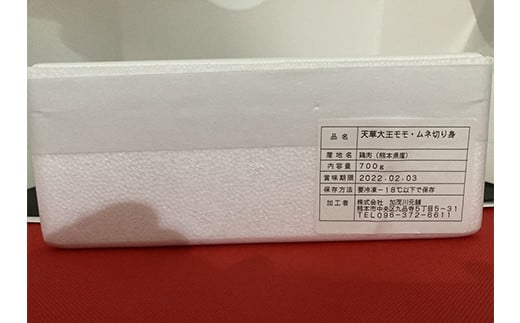 品名 天草大王モモ・ムネ切り身
産地名 鶏肉（熊本県産）
内容量 700g
賞味期限 2022.02.03
保存方法 要冷凍-18℃以下で保存
加工者 株式会社 加茂川元舗
熊本市中央区九品寺5丁目5-31
TEL096-372-6611